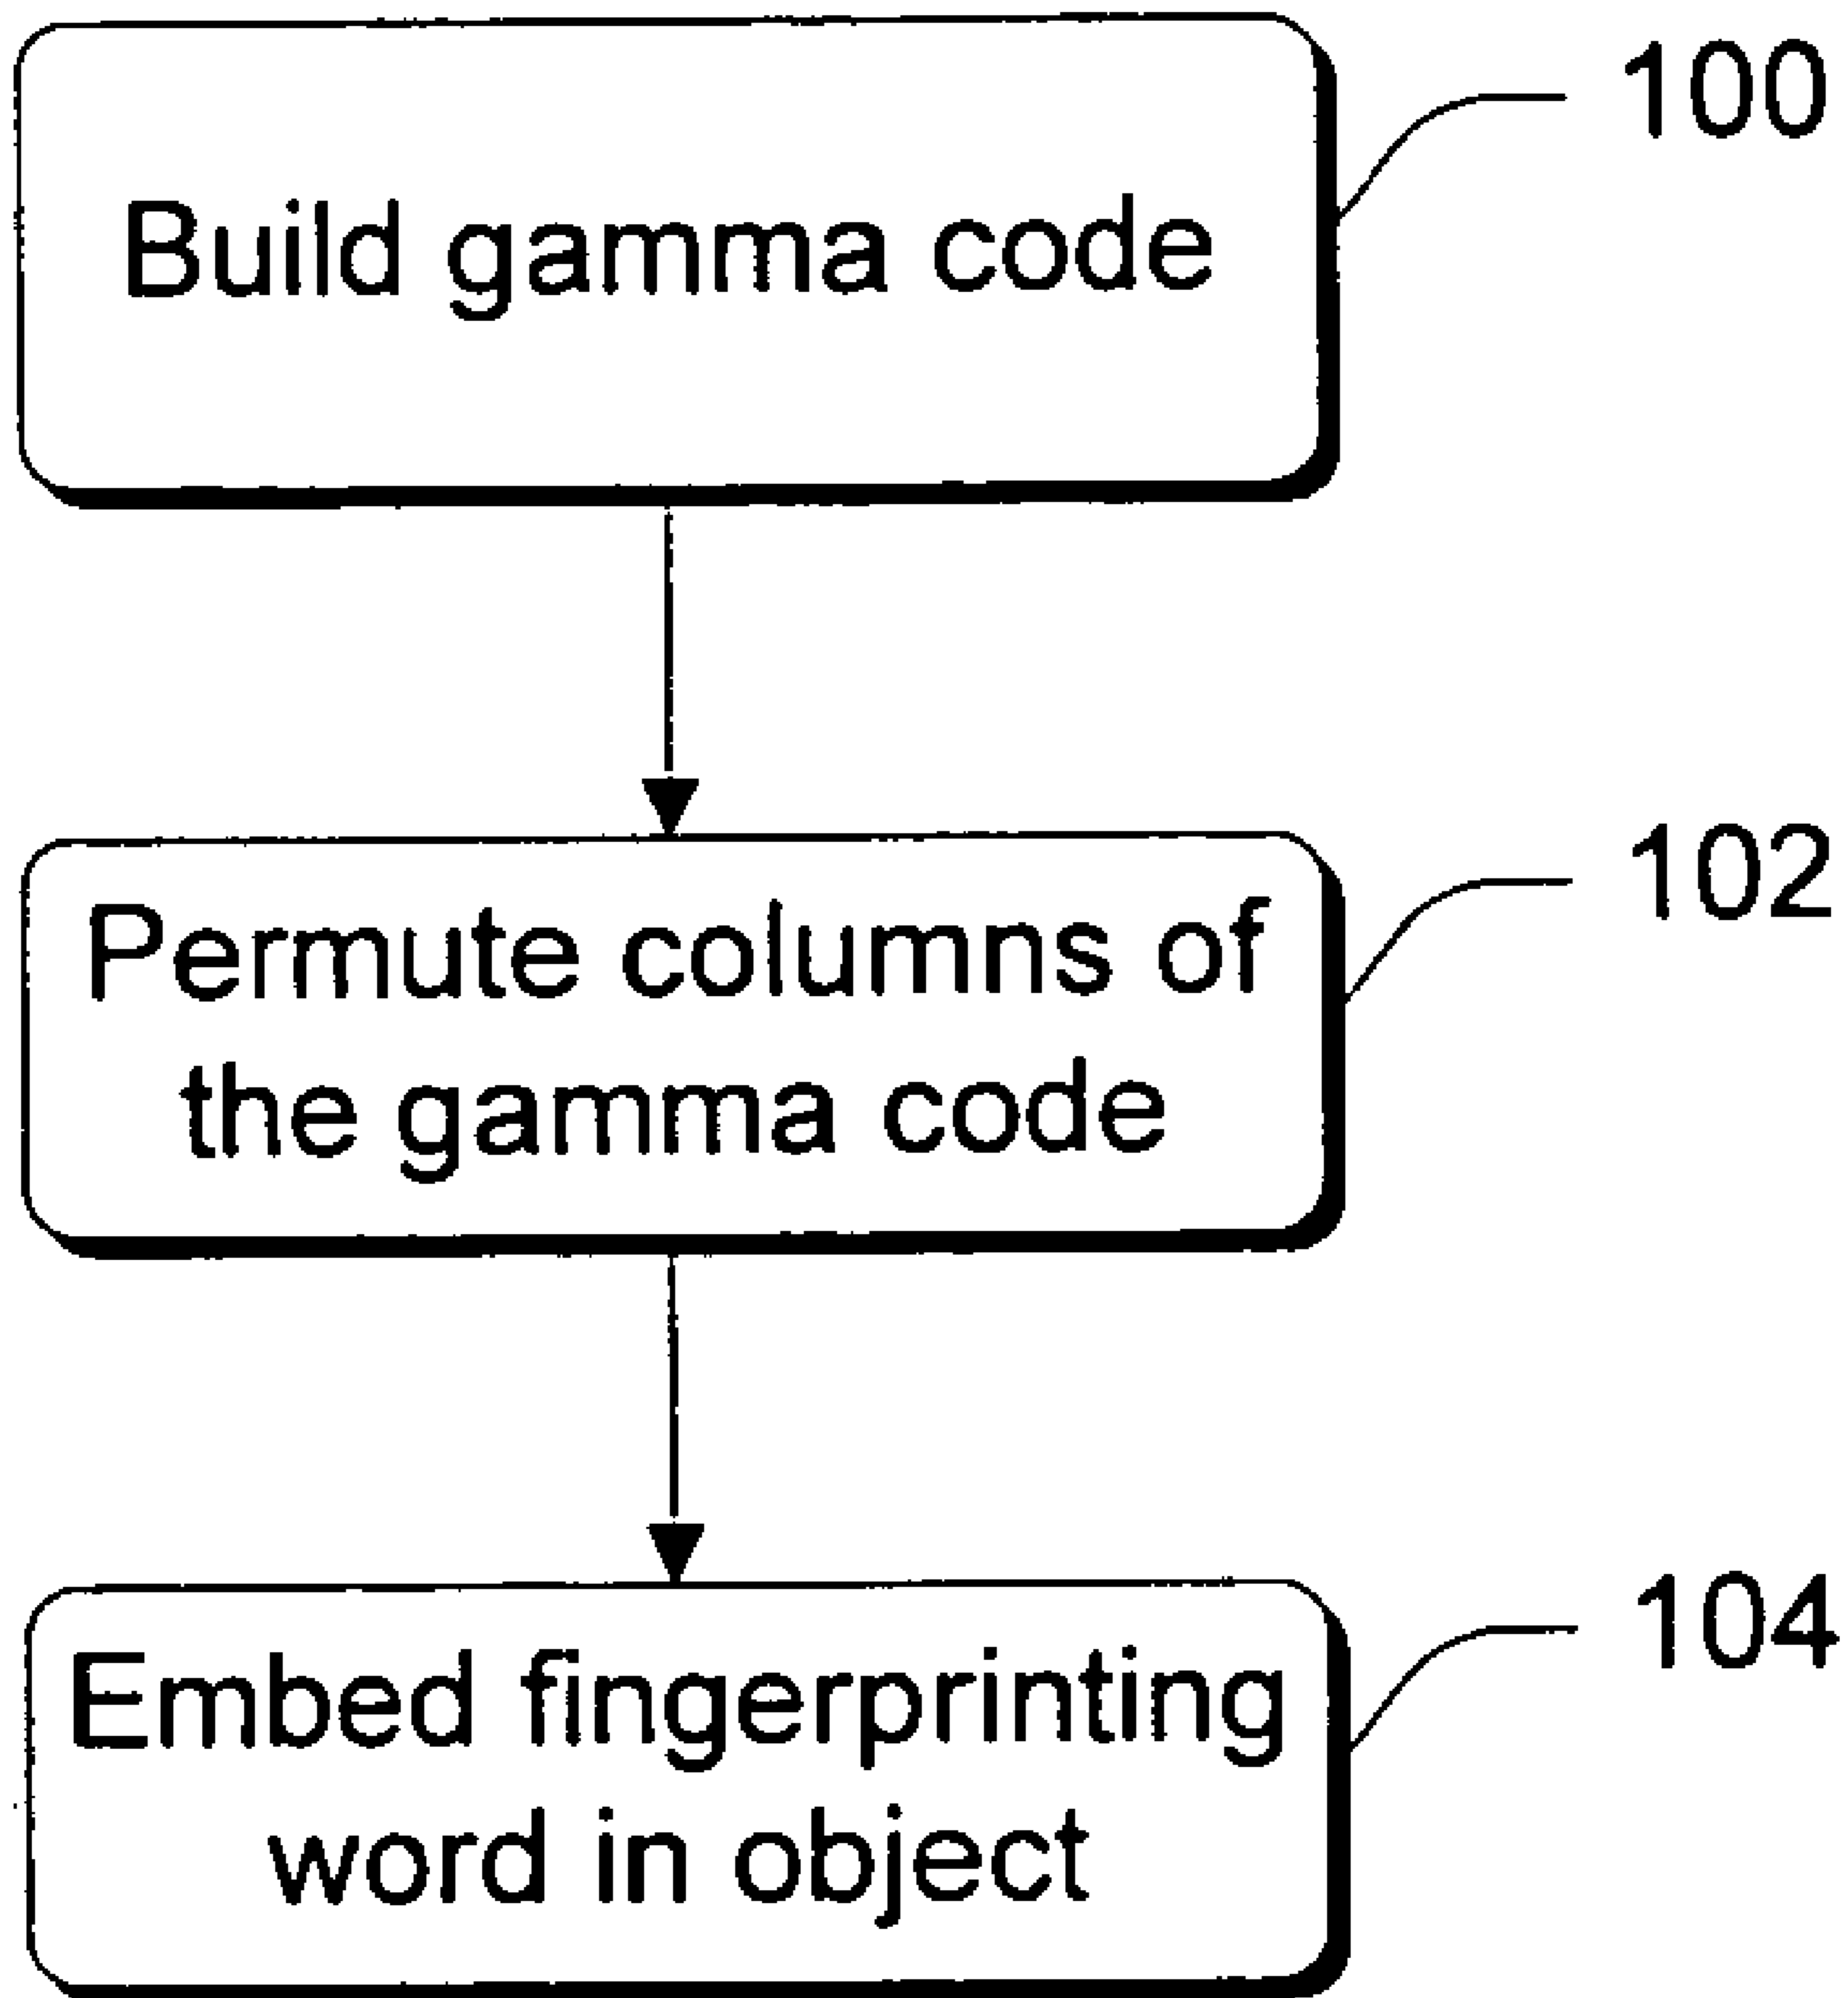 100
Build gamma code
102
Permute columns of
the gamma code
104
Embed fingerprinting
word in object